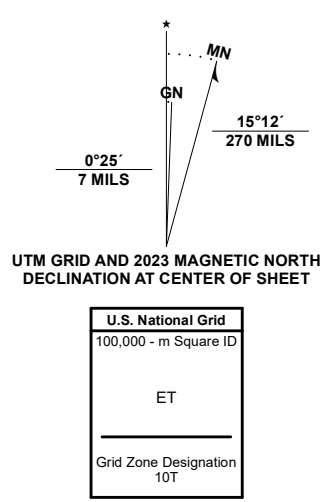 ★
MN
GN
15°12´
270 MILS
0°25´
7 MILS
UTM GRID AND 2023 MAGNETIC NORTH
DECLINATION AT CENTER OF SHEET
U.S. National Grid
100,000 - m Square ID
ET
Grid Zone Designation
10T